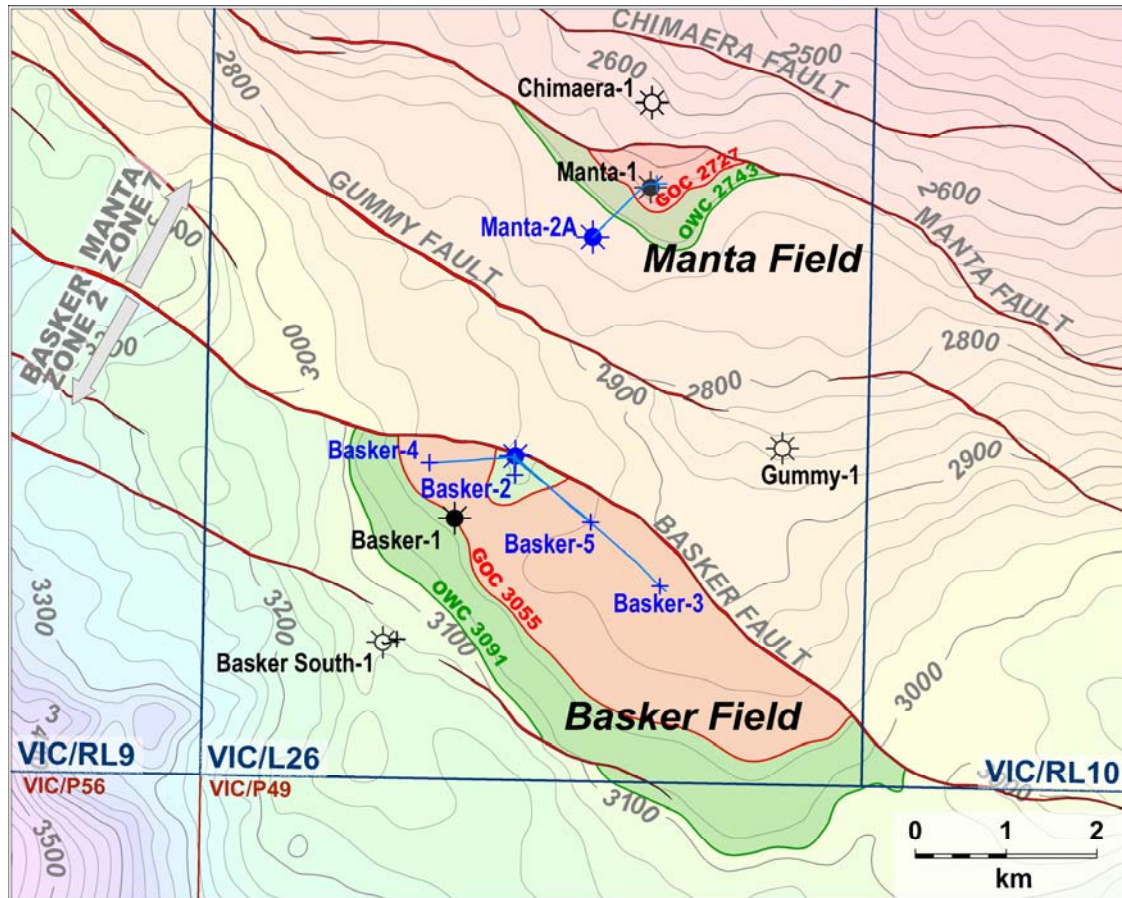 CHIMAERA FAULT
2500
2600
2800
Chimaera-1
Manta-1
GOC 2727
OWC 2743
2600
MANTA FAULT
Manta-2A
Manta Field
GUMMY FAULT
BASKER MANTA
ZONE 2 ZONE 1
3000
2900
2800
2800
2900
Gummy-1
Basker-4
Basker-2
Basker-1
Basker-5
Basker-3
BASKER FAULT
GOC 3055
OWC 3091
3300
3200
3100
Basker South-1
3000
Basker Field
VIC/RL9
VIC/P56
VIC/L26
VIC/P49
VIC/RL10
3100
3500
0 1 2
km